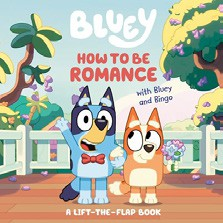 BLUEY
HOW TO BE
ROMANCE
with Bluey
and Bingo
A LIFT-THE-FLAP BOOK